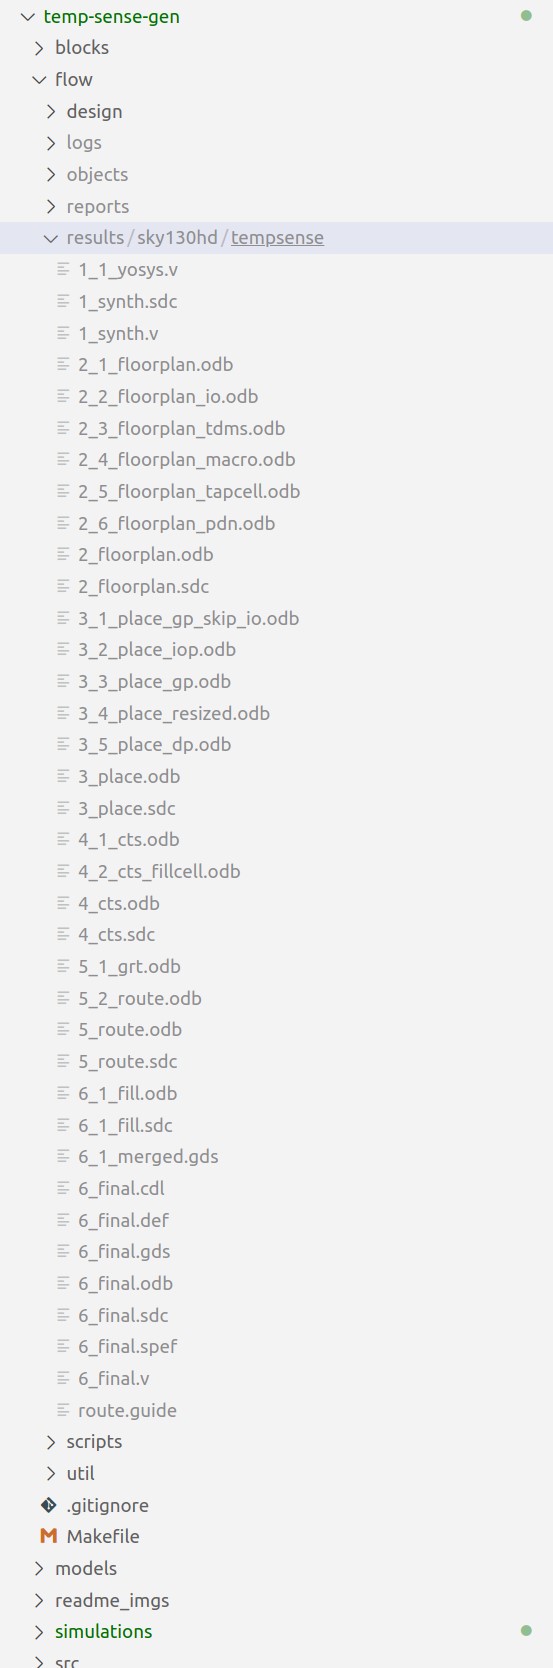 temp-sense-gen
blocks
flow
design
logs
objects
reports
results/sky130hd/tempsense
1_1_yosys.v
1_synth.sdc
1_synth.v
2_1_floorplan.odb
2_2_floorplan_io.odb
2_3_floorplan_tdms.odb
2_4_floorplan_macro.odb
2_5_floorplan_tapcell.odb
2_6_floorplan_pdn.odb
2_floorplan.odb
2_floorplan.sdc
3_1_place_gp_skip_io.odb
3_2_place_iop.odb
3_3_place_gp.odb
3_4_place_resized.odb
3_5_place_dp.odb
3_place.odb
3_place.sdc
4_1_cts.odb
4_2_cts_fillcell.odb
4_cts.odb
4_cts.sdc
5_1_grt.odb
5_2_route.odb
5_route.odb
5_route.sdc
6_1_fill.odb
6_1_fill.sdc
6_1_merged.gds
6_final.cdl
6_final.def
6_final.gds
6_final.odb
6_final.sdc
6_final.spef
6_final.v
route.guide
scripts
util
.gitignore
M Makefile
models
readme_imgs
simulations
src